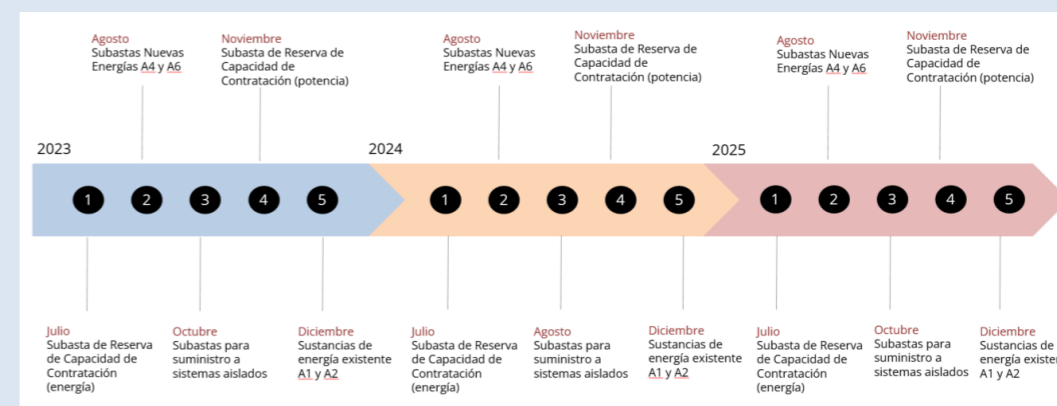 Agosto
Subastas Nuevas
Energías A4 y A6
Noviembre
Subasta de Reserva de
Capacidad de
Contratación (potencia)
Agosto
Subastas Nuevas
Energías A4 y A6
Noviembre
Subasta de Reserva de
Capacidad de
Contratación (potencia)
Agosto
Subastas Nuevas
Energías A4 y A6
Noviembre
Subasta de Reserva de
Capacidad de
Contratación (potencia)
2023
2024
2025
1 2 3 4 5
1 2 3 4 5
1 2 3 4 5
Julio
Subasta de Reserva
de Capacidad de
Contratación
(energía)
Octubre
Subastas para
suministro a
sistemas aislados
Diciembre
Sustancias de
energía existente
A1 y A2
Julio
Subasta de Reserva
de Capacidad de
Contratación
(energía)
Agosto
Subastas para
suministro a
sistemas aislados
Diciembre
Sustancias de
energía existente
A1 y A2
Julio
Subasta de Reserva
de Capacidad de
Contratación
(energía)
Octubre
Subastas para
suministro a
sistemas aislados
Diciembre
Sustancias de
energía
A1 y A2